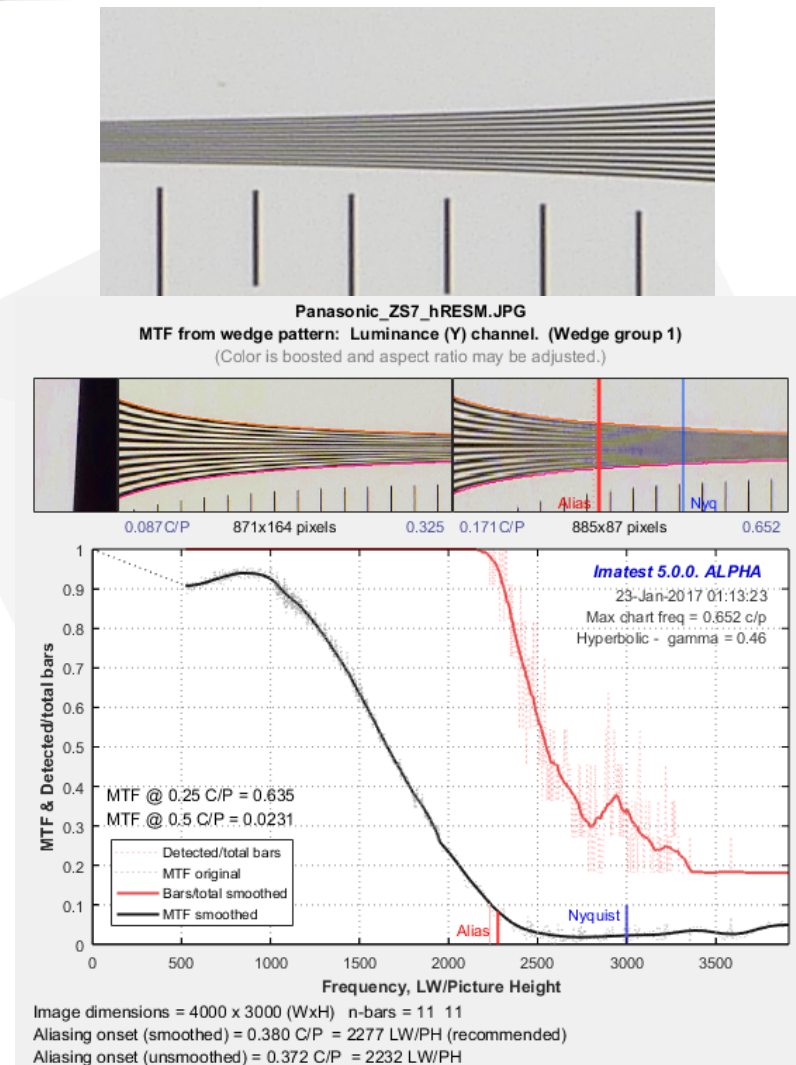 Panasonic_ZS7_hRESM.JPG
MTF from wedge pattern:  Luminance (Y) channel.  (Wedge group 1)
(Color is boosted and aspect ratio may be adjusted.)
Alias
Nyq
0.087 C/P
871x164 pixels
0.325
0.171 C/P
885x87 pixels
0.652
Imatest 5.0.0. ALPHA
23-Jan-2017 01:13:23
Max chart freq = 0.652 c/p
Hyperbolic -  gamma = 0.46
MTF & Detected/total bars
1
0.9
0.8
0.7
0.6
0.5
0.4
0.3
0.2
0.1
0
MTF @ 0.25 C/P = 0.635
MTF @ 0.5 C/P = 0.0231
Detected/total bars
MTF original
Bars/total smoothed
MTF smoothed
Alias
Nyquist
0 500 1000 1500 2000 2500 3000 3500
Frequency, LW/Picture Height
Image dimensions = 4000 x 3000 (WxH)   n-bars = 11  11
Aliasing onset (smoothed) = 0.380 C/P  = 2277 LW/PH (recommended)
Aliasing onset (unsmoothed) = 0.372 C/P  = 2232 LW/PH